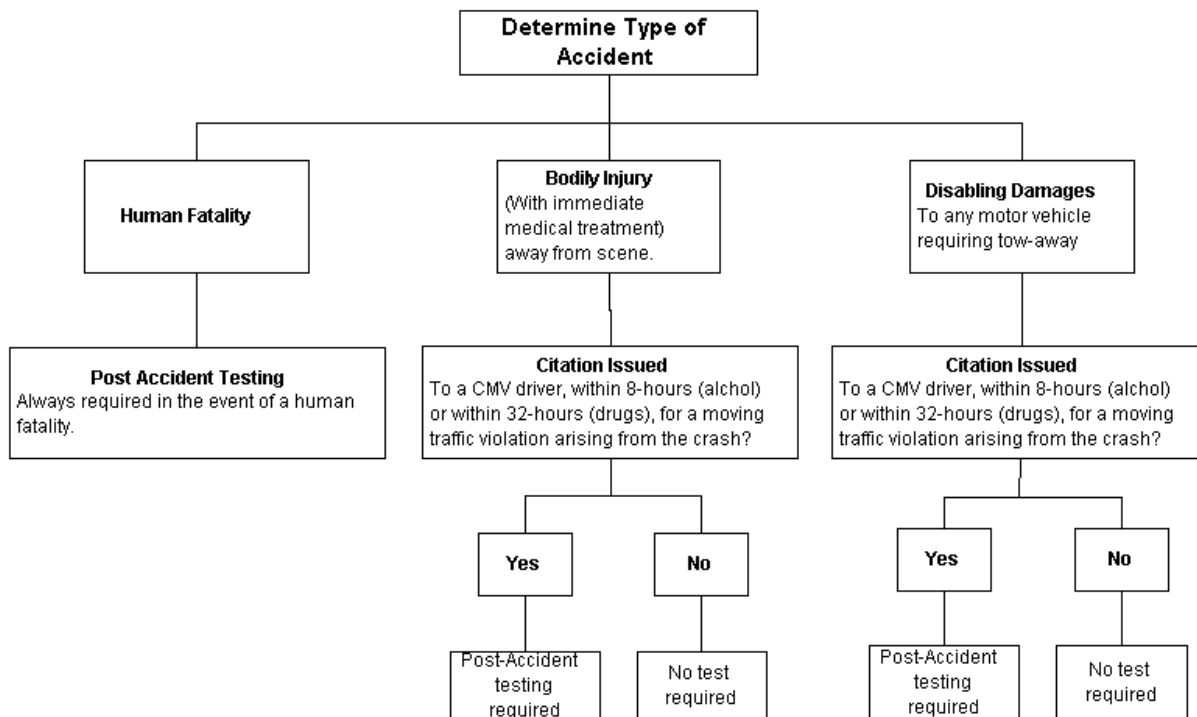 Determine Type of
Accident
Human Fatality
Bodily Injury
(With immediate
medical treatment)
away from scene.
Disabling Damages
To any motor vehicle
requiring tow-away
Post Accident Testing
Always required in the event of a human
fatality.
Citation Issued
To a CMV driver, within 8-hours (alchol)
or within 32-hours (drugs), for a moving
traffic violation arising from the crash?
Citation Issued
To a CMV driver, within 8-hours (alchol)
or within 32-hours (drugs), for a moving
traffic violation arising from the crash?
Yes
No
Yes
No
Post-Accident
testing
required
No test
required
Post-Accident
testing
required
No test
required